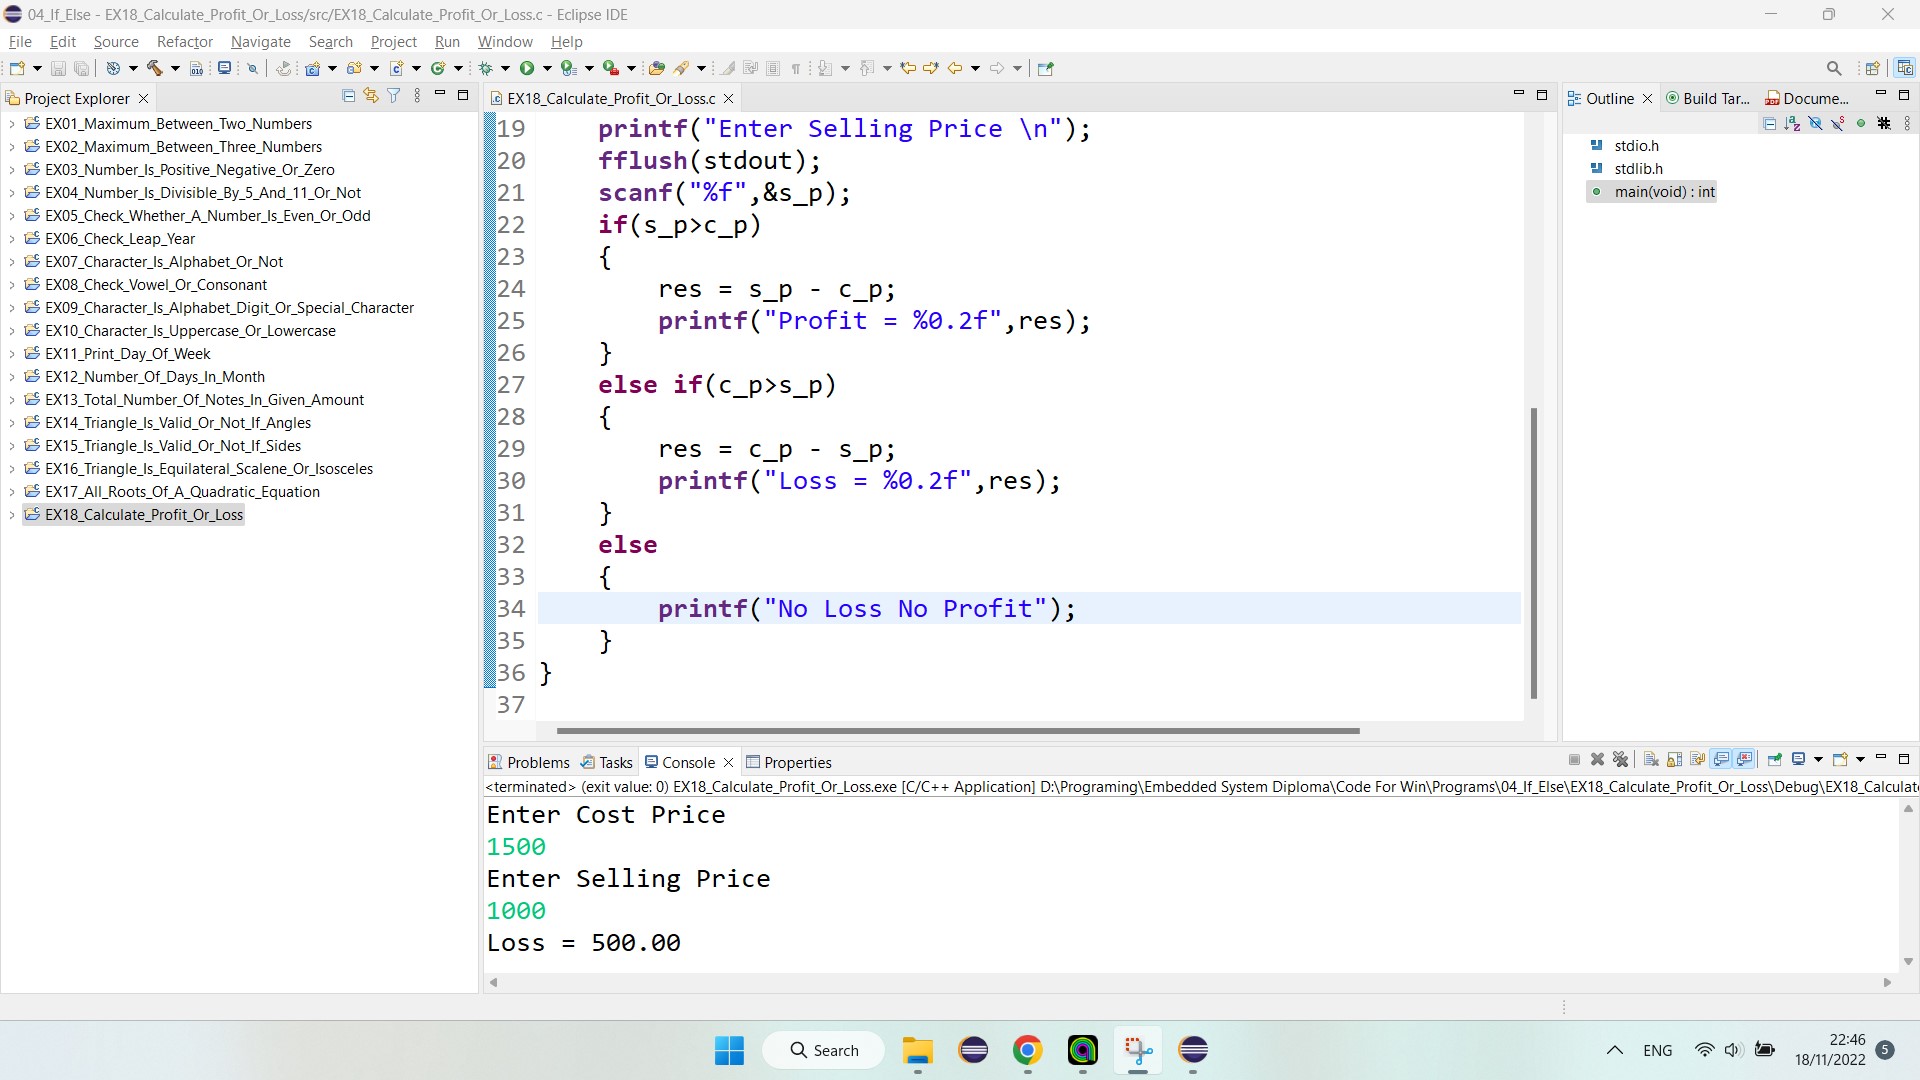 04_If_Else - EX18_Calculate_Profit_Or_Loss/src/EX18_Calculate_Profit_Or_Loss.c - Eclipse IDE
File Edit Source Refactor Navigate Search Project Run Window Help
Project Explorer
EX01_Maximum_Between_Two_Numbers
EX02_Maximum_Between_Three_Numbers
EX03_Number_Is_Positive_Negative_Or_Zero
EX04_Number_Is_Divisible_By_5_And_11_Or_Not
EX05_Check_Whether_A_Number_Is_Even_Or_Odd
EX06_Check_Leap_Year
EX07_Character_Is_Alphabet_Or_Not
EX08_Check_Vowel_Or_Consonant
EX09_Character_Is_Alphabet_Digit_Or_Special_Character
EX10_Character_Is_Uppercase_Or_Lowercase
EX11_Print_Day_Of_Week
EX12_Number_Of_Days_In_Month
EX13_Total_Number_Of_Notes_In_Given_Amount
EX14_Triangle_Is_Valid_Or_Not_If_Angles
EX15_Triangle_Is_Valid_Or_Not_If_Sides
EX16_Triangle_Is_Equilateral_Scalene_Or_Isosceles
EX17_All_Roots_Of_A_Quadratic_Equation
EX18_Calculate_Profit_Or_Loss
EX18_Calculate_Profit_Or_Loss.c
19 printf("Enter Selling Price \n");
20 fflush(stdout);
21 scanf("%f",&s_p);
22 if(s_p>c_p)
23 {
24 res = s_p - c_p;
25 printf("Profit = %0.2f",res);
26 }
27 else if(c_p>s_p)
28 {
29 res = c_p - s_p;
30 printf("Loss = %0.2f",res);
31 }
32 else
33 {
34 printf("No Loss No Profit");
35 }
36 }
37
Outline Build Tar... Docume...
stdio.h
stdlib.h
main(void) : int
Problems Tasks Console Properties
<terminated> (exit value: 0) EX18_Calculate_Profit_Or_Loss.exe [C/C++ Application] D:\Programing\Embedded System Diploma\Code For Win\Programs\04_If_Else\EX18_Calculate_Profit_Or_Loss\Debug\EX18_Calculat
Enter Cost Price
1500
Enter Selling Price
1000
Loss = 500.00
Search
ENG
22:46
18/11/2022
5